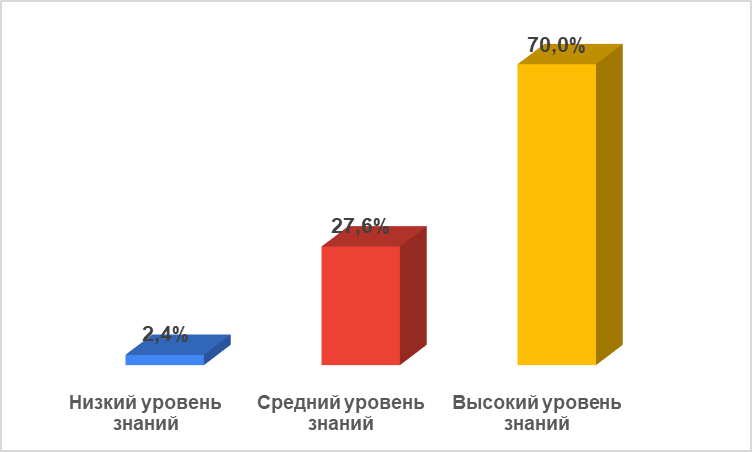 70,0%
27,6%
2,4%
Низкий уровень
знаний
Средний уровень
знаний
Высокий уровень
знаний